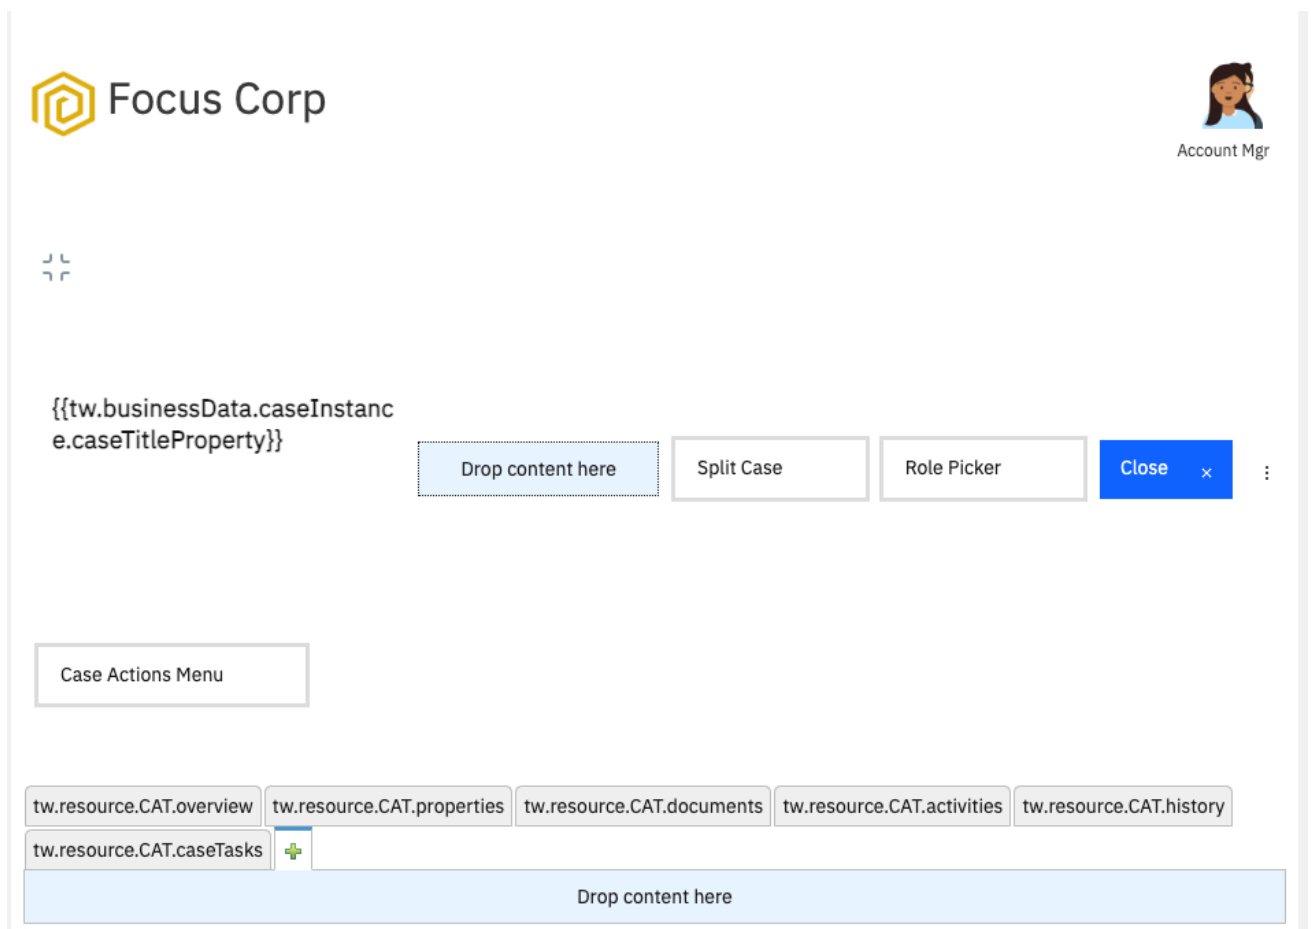 Focus Corp
Account Mgr
{{tw.businessData.caseInstanc
e.caseTitleProperty}}
Drop content here
Split Case
Role Picker
Close ×
Case Actions Menu
tw.resource.CAT.overview
tw.resource.CAT.properties
tw.resource.CAT.documents
tw.resource.CAT.activities
tw.resource.CAT.history
tw.resource.CAT.caseTasks
Drop content here